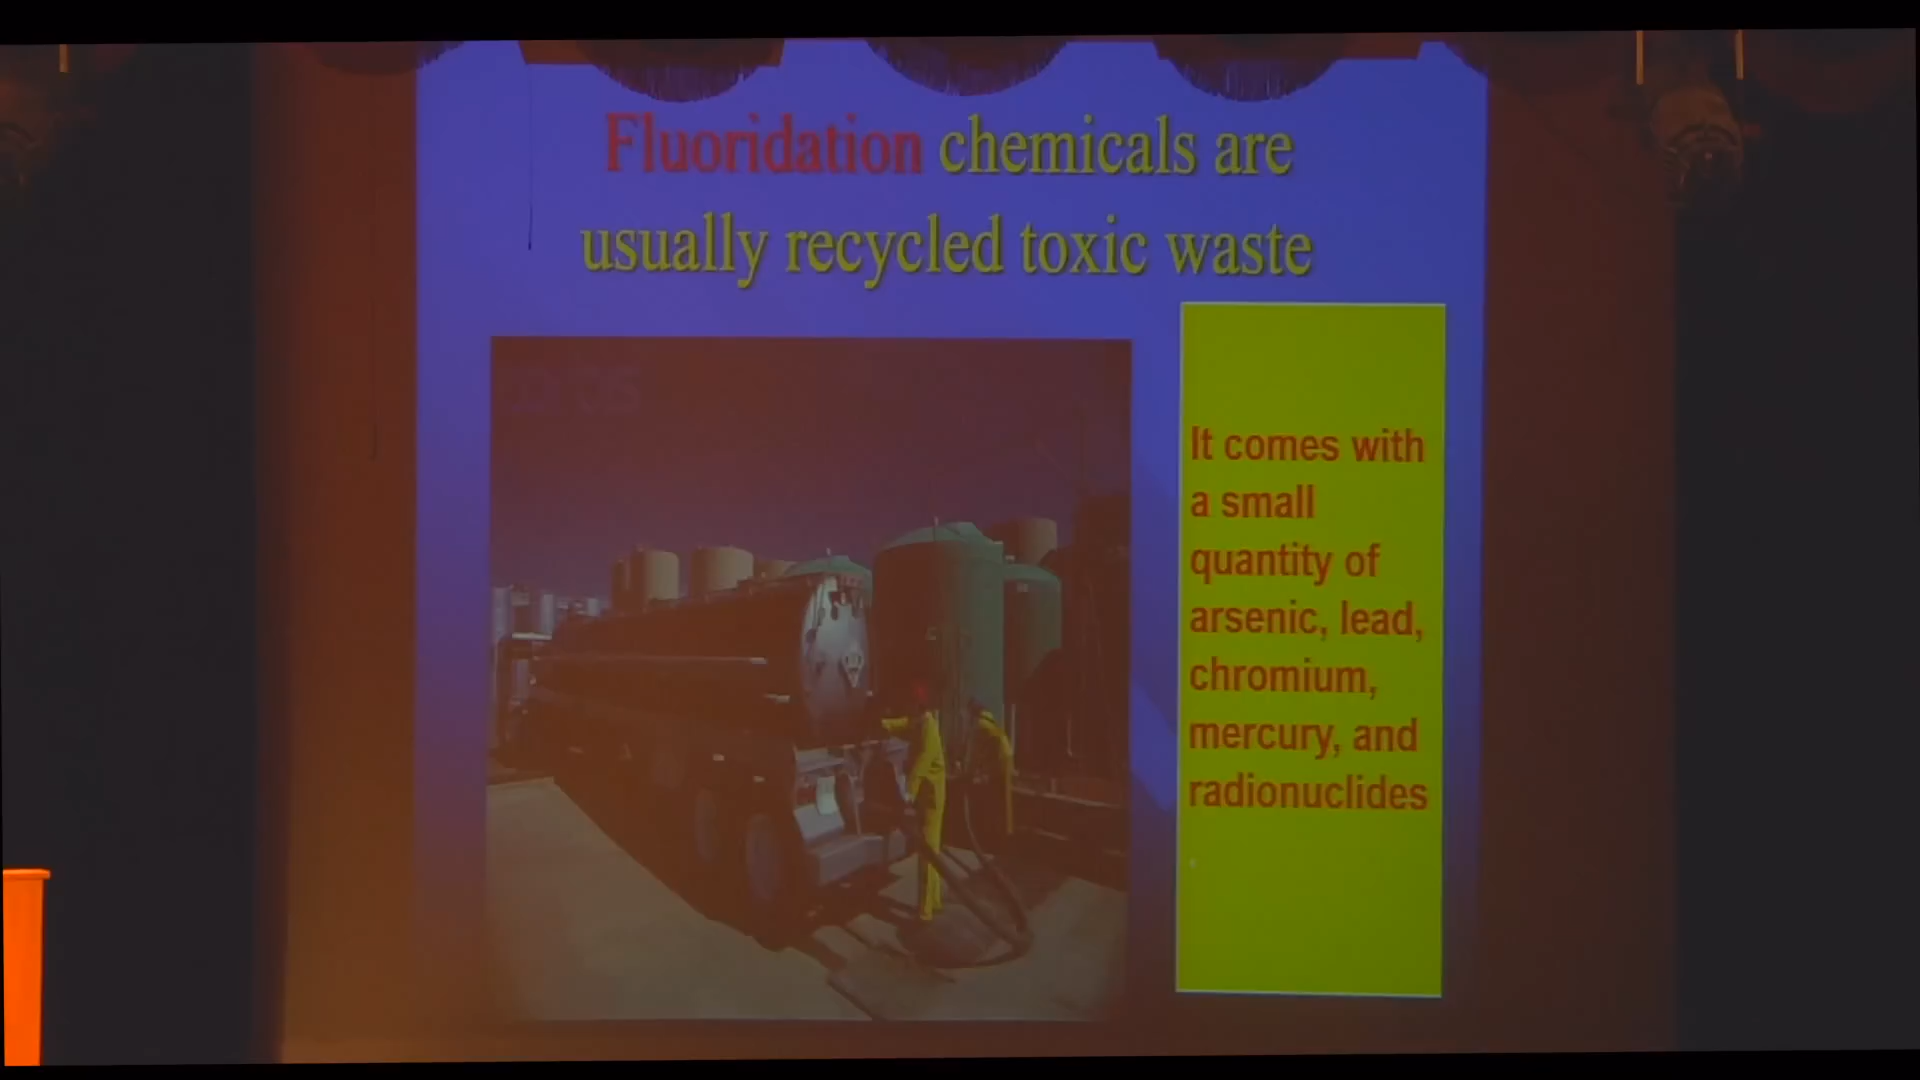 Fluoridation chemicals are
usually recycled toxic waste
It comes with
a small
quantity of
arsenic, lead,
chromium,
mercury, and
radionuclides